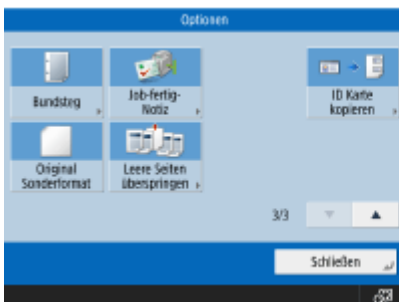 Optionen
Bundsteg
Job-fertig-
Notiz
ID Karte
kopieren
Original
Sonderformat
Leere Seiten
überspringen
3/3
Schließen